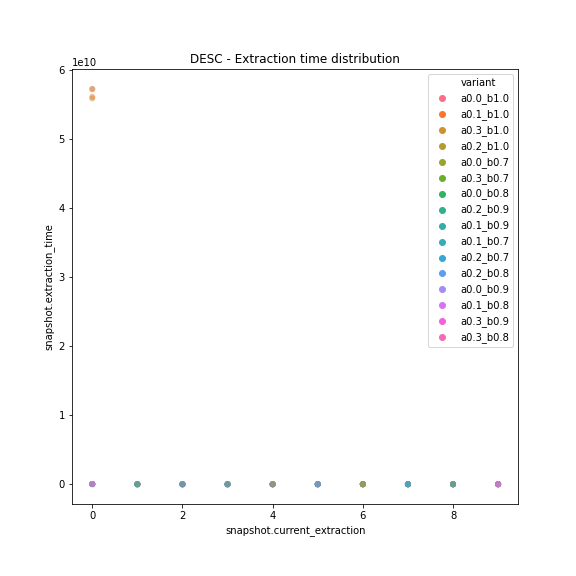 DESC - Extraction time distribution
1e10
6
5
4
3
2
1
0
snapshot.extraction_time
0
2
4
6
8
snapshot.current_extraction
variant
a0.0_b1.0
a0.1_b1.0
a0.3_b1.0
a0.2_b1.0
a0.0_b0.7
a0.3_b0.7
a0.0_b0.8
a0.2_b0.9
a0.1_b0.9
a0.1_b0.7
a0.2_b0.7
a0.2_b0.8
a0.0_b0.9
a0.1_b0.8
a0.3_b0.9
a0.3_b0.8